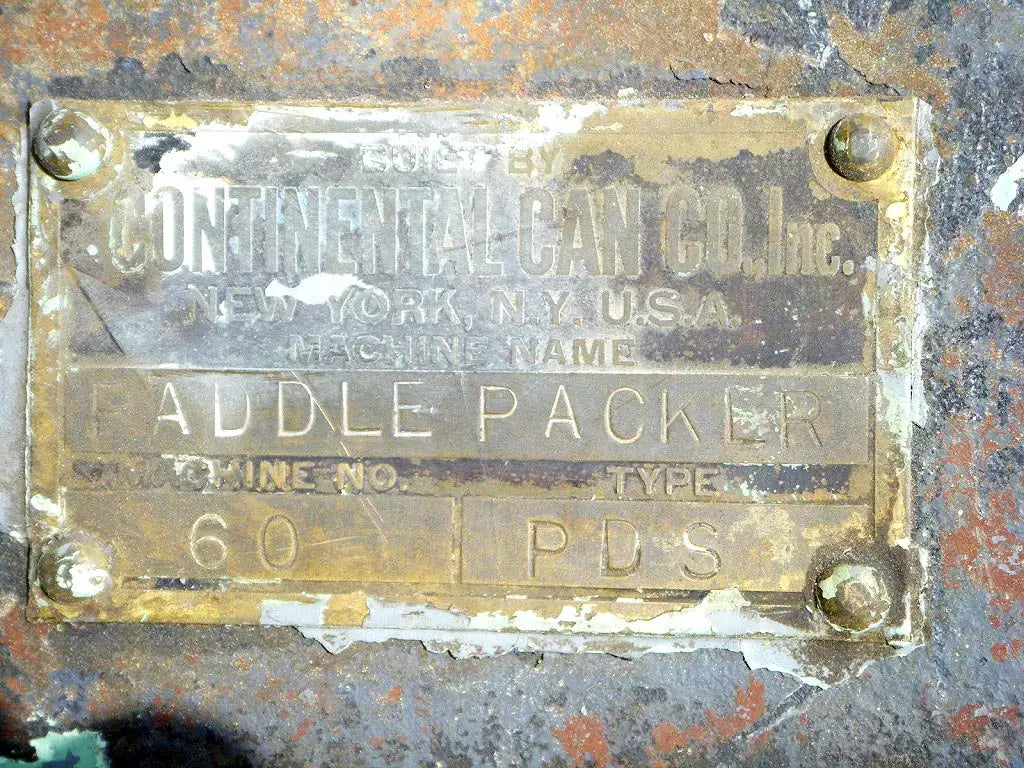 BUILT BY
CONTINENTAL CAN CO., Inc.
NEW YORK, N.Y. U.S.A.
MACHINE NAME
PADDLE PACKER
MACHINE NO. TYPE
60 PDS